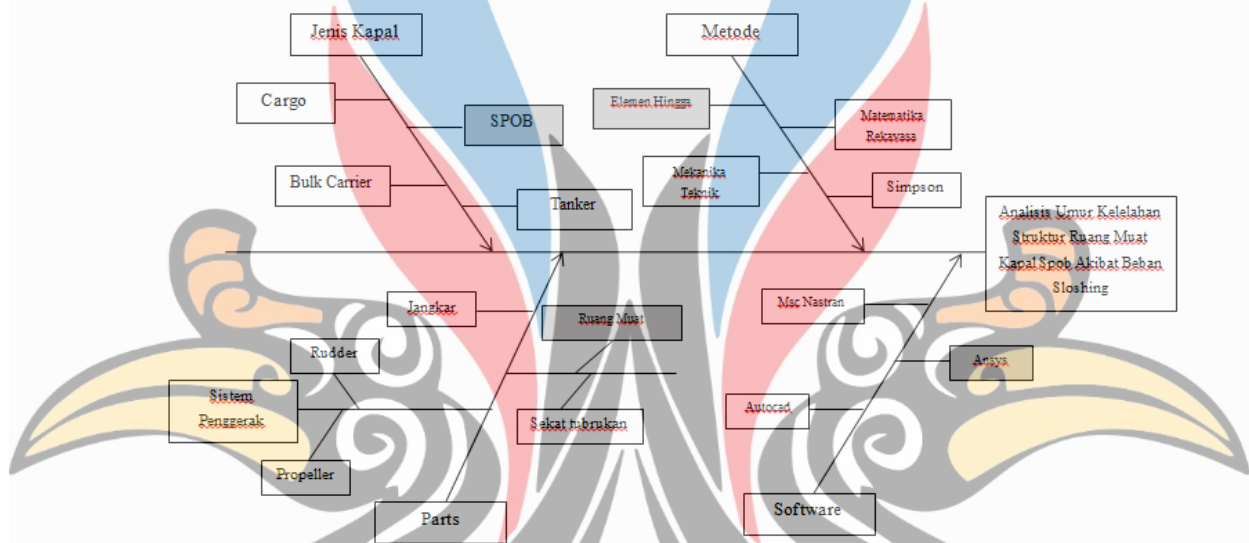 Jenis Kapal
Metode
Cargo
SPOB
Elemen Hingga
Matematika
Rekayasa
Bulk Carrier
Mekanika
Teknik
Tanker
Simpson
Analisis Umur Kelelahan
Struktur Ruang Muat
Kapal Spob Akibat Beban
Sloshing
Jangkar
Ruang Muat
Msc Nastran
Rudder
Ansys
Sistem
Penggerak
Sekat tubrukan
Autocad
Propeller
Parts
Software